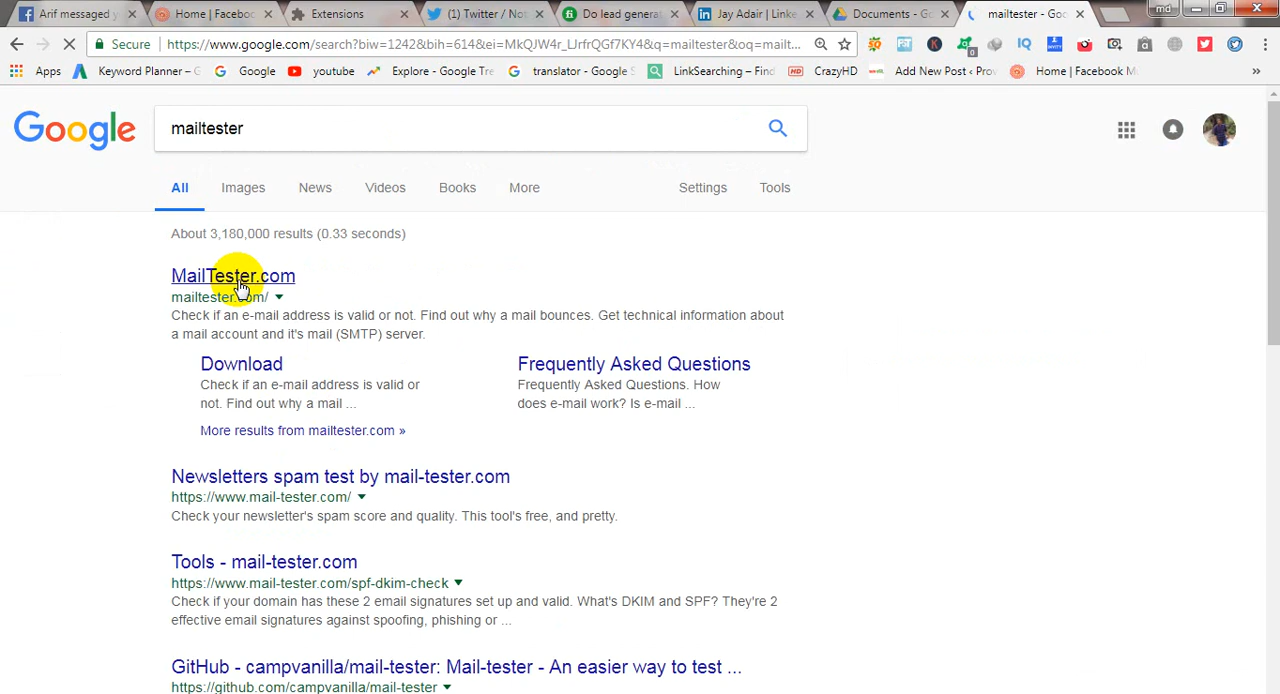 Arif messaged y
Home | Faceboo
Extensions
(1) Twitter / Not
Do lead general
Jay Adair | Linke
Documents - Go
mailtester - Goo
md
Secure
https://www.google.com/search?biw=1242&bih=614&ei=MkQJW4r_LJrfrQGf7KY4&q=mailtester&oq=mailt...
Apps
Keyword Planner – G
Google
youtube
Explore - Google Tre
translator - Google S
LinkSearching – Find
CrazyHD
Add New Post ‹ Prov
Home | Facebook M
»
Google
mailtester
All
Images
News
Videos
Books
More
Settings
Tools
About 3,180,000 results (0.33 seconds)
MailTester.com
mailtester.com/
Check if an e-mail address is valid or not. Find out why a mail bounces. Get technical information about
a mail account and it's mail (SMTP) server.
Download
Check if an e-mail address is valid or
not. Find out why a mail ...
Frequently Asked Questions
Frequently Asked Questions. How
does e-mail work? Is e-mail ...
More results from mailtester.com »
Newsletters spam test by mail-tester.com
https://www.mail-tester.com/
Check your newsletter's spam score and quality. This tool's free, and pretty.
Tools - mail-tester.com
https://www.mail-tester.com/spf-dkim-check
Check if your domain has these 2 email signatures set up and valid. What's DKIM and SPF? They're 2
effective email signatures against spoofing, phishing or ...
GitHub - campvanilla/mail-tester: Mail-tester - An easier way to test ...
https://github.com/campvanilla/mail-tester